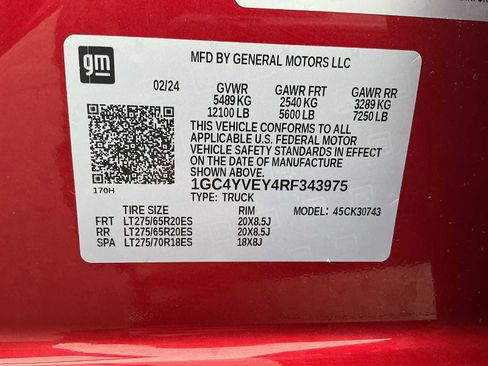 gm
MFD BY GENERAL MOTORS LLC
02/24 GVWR GAWR FRT GAWR RR
5489 KG 2540 KG 3289 KG
12100 LB 5600 LB 7250 LB
THIS VEHICLE CONFORMS TO ALL
APPLICABLE U.S. FEDERAL MOTOR
VEHICLE SAFETY STANDARDS IN EFFECT
ON THE DATE OF MANUFACTURE
SHOWN ABOVE.
170H 1GC4YVEY4RF343975
TYPE: TRUCK
TIRE SIZE RIM MODEL: 45CK30743
FRT LT275/65R20ES 20X8.5J
RR LT275/65R20ES 20X8.5J
SPA LT275/70R18ES 18X8J